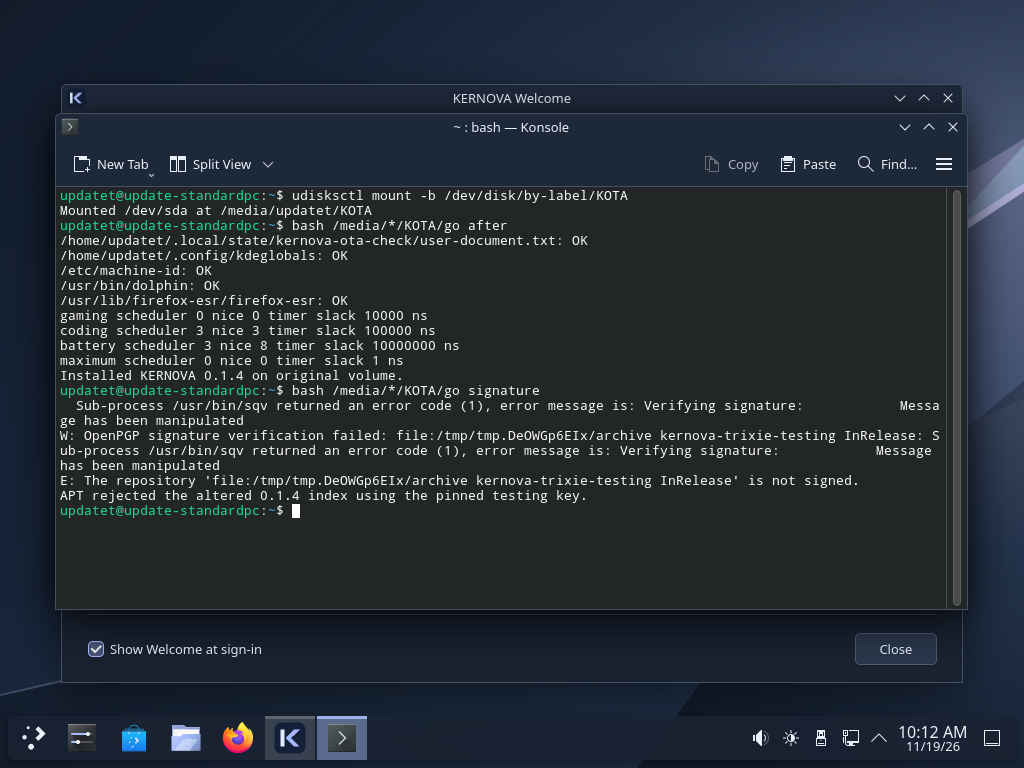 KERNOVA Welcome
~ : bash — Konsole
New Tab
Split View
Copy
Paste
Find...
updatet@update-standardpc:~$ udisksctl mount -b /dev/disk/by-label/KOTA
Mounted /dev/sda at /media/updatet/KOTA
updatet@update-standardpc:~$ bash /media/*/KOTA/go after
/home/updatet/.local/state/kernova-ota-check/user-document.txt: OK
/home/updatet/.config/kdeglobals: OK
/etc/machine-id: OK
/usr/bin/dolphin: OK
/usr/lib/firefox-esr/firefox-esr: OK
gaming scheduler 0 nice 0 timer slack 10000 ns
coding scheduler 3 nice 3 timer slack 100000 ns
battery scheduler 3 nice 8 timer slack 10000000 ns
maximum scheduler 0 nice 0 timer slack 1 ns
Installed KERNOVA 0.1.4 on original volume.
updatet@update-standardpc:~$ bash /media/*/KOTA/go signature
  Sub-process /usr/bin/sqv returned an error code (1), error message is: Verifying signature:            Messa
ge has been manipulated
W: OpenPGP signature verification failed: file:/tmp/tmp.DeOWGp6EIx/archive kernova-trixie-testing InRelease: S
ub-process /usr/bin/sqv returned an error code (1), error message is: Verifying signature:            Message
has been manipulated
E: The repository 'file:/tmp/tmp.DeOWGp6EIx/archive kernova-trixie-testing InRelease' is not signed.
APT rejected the altered 0.1.4 index using the pinned testing key.
updatet@update-standardpc:~$
Show Welcome at sign-in
Close
10:12 AM
11/19/26